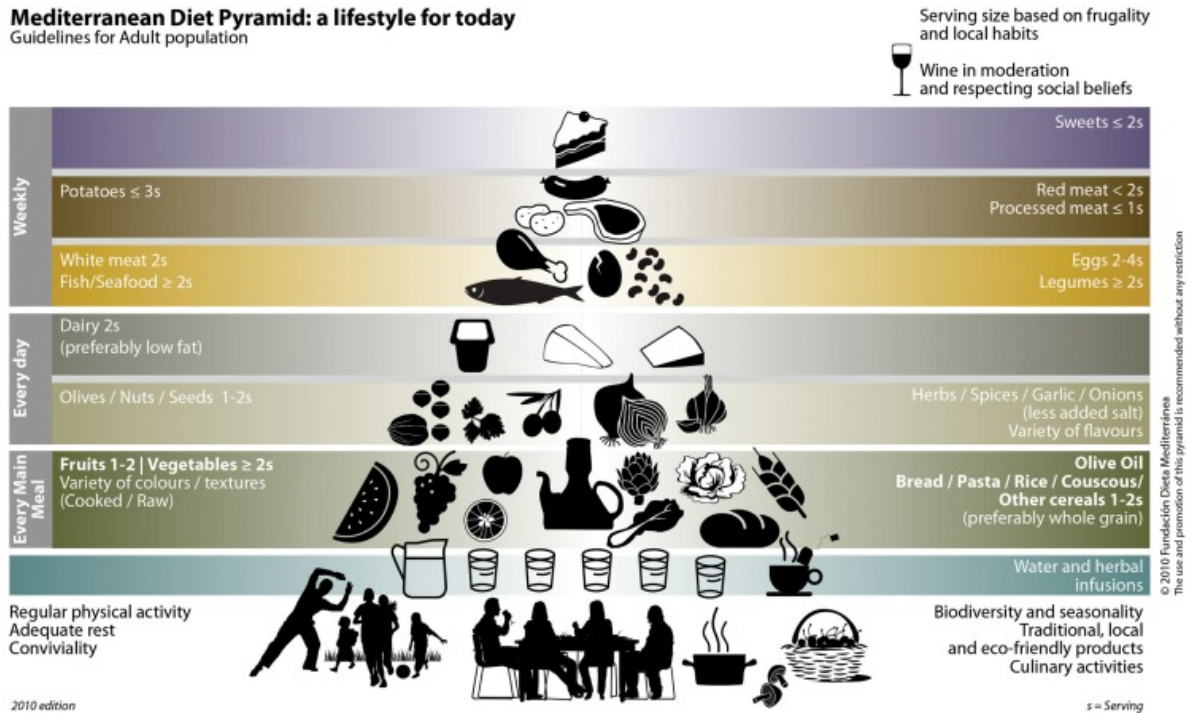 Mediterranean Diet Pyramid: a lifestyle for today
Guidelines for Adult population
Serving size based on frugality
and local habits
Wine in moderation
and respecting social beliefs
Weekly
Sweets ≤ 2s
Potatoes ≤ 3s
Red meat < 2s
Processed meat ≤ 1s
White meat 2s
Fish/Seafood ≥ 2s
Eggs 2-4s
Legumes ≥ 2s
Every day
Dairy 2s
(preferably low fat)
Olives / Nuts / Seeds 1-2s
Herbs / Spices / Garlic / Onions
(less added salt)
Variety of flavours
Every Main
Meal
Fruits 1-2 | Vegetables ≥ 2s
Variety of colours / textures
(Cooked / Raw)
Olive Oil
Bread / Pasta / Rice / Couscous/
Other cereals 1-2s
(preferably whole grain)
Water and herbal
infusions
Regular physical activity
Adequate rest
Conviviality
Biodiversity and seasonality
Traditional, local
and eco-friendly products
Culinary activities
2010 edition
s = Serving
© 2010 Fundación Dieta Mediterránea
The use and promotion of this pyramid is recommended without any restriction